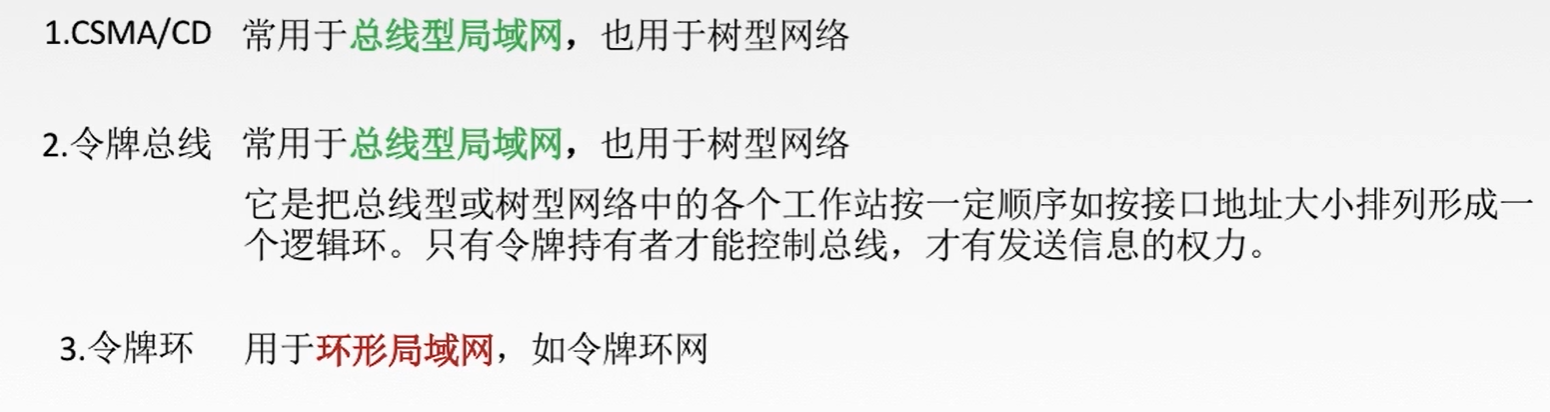 1.CSMA/CD 常用于总线型局域网，也用于树型网络
2.令牌总线 常用于总线型局域网，也用于树型网络
它是把总线型或树型网络中的各个工作站按一定顺序如按接口地址大小排列形成一
个逻辑环。只有令牌持有者才能控制总线，才有发送信息的权力。
3.令牌环 用于环形局域网，如令牌环网